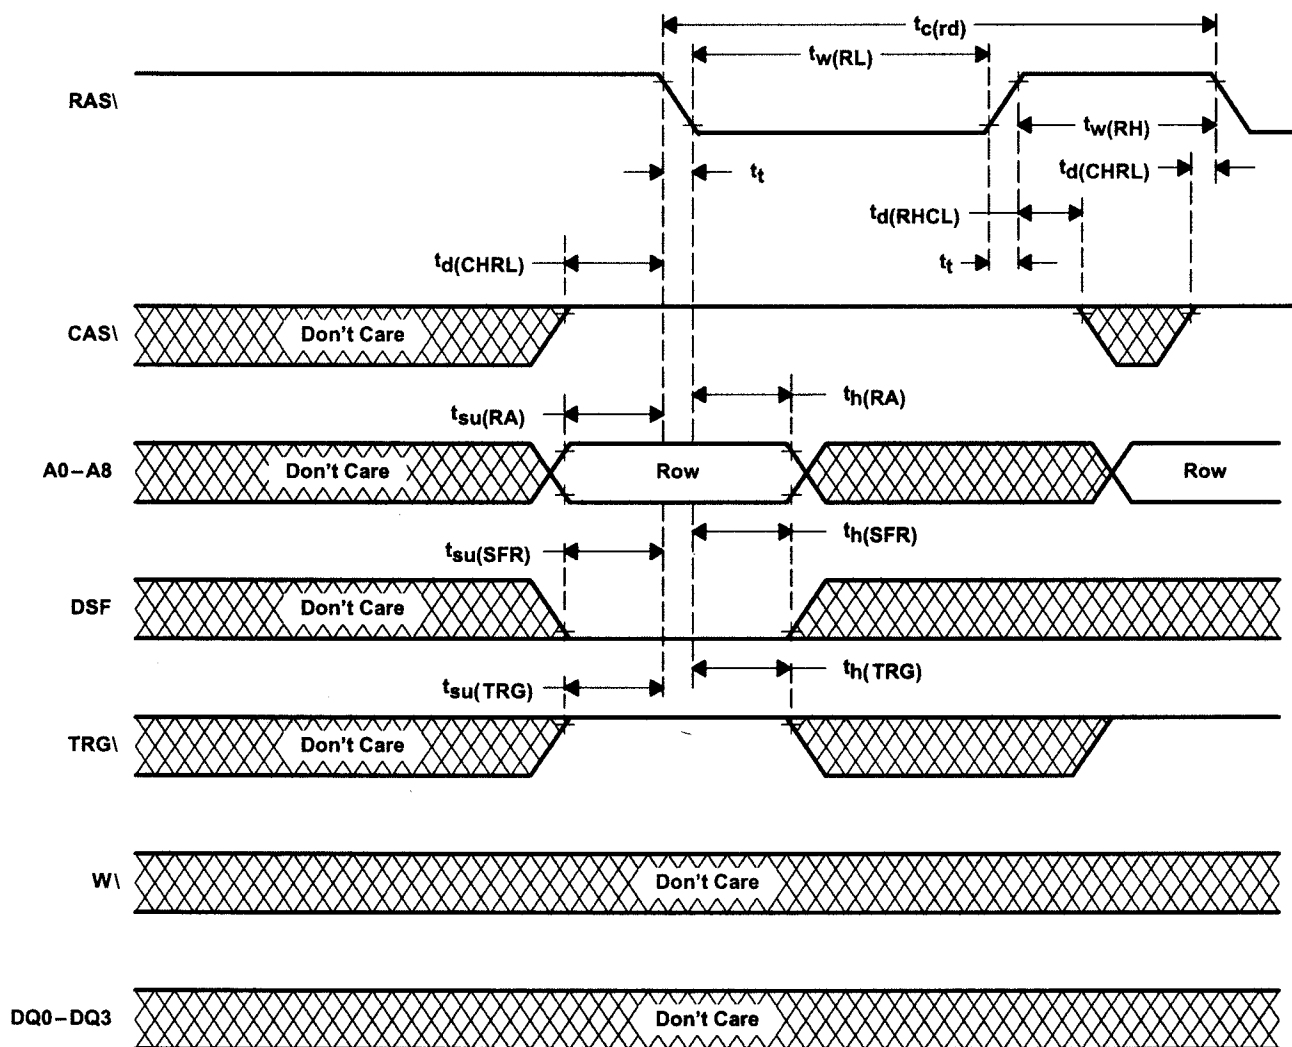 tc(rd)
tw(RL)
RAS\
tw(RH)
tt
td(CHRL)
td(RHCL)
td(CHRL)
tt
CAS\
Don't Care
tsu(RA)
th(RA)
A0–A8
Don't Care
Row
Row
tsu(SFR)
th(SFR)
DSF
Don't Care
tsu(TRG)
th(TRG)
TRG\
Don't Care
W\
Don't Care
DQ0–DQ3
Don't Care